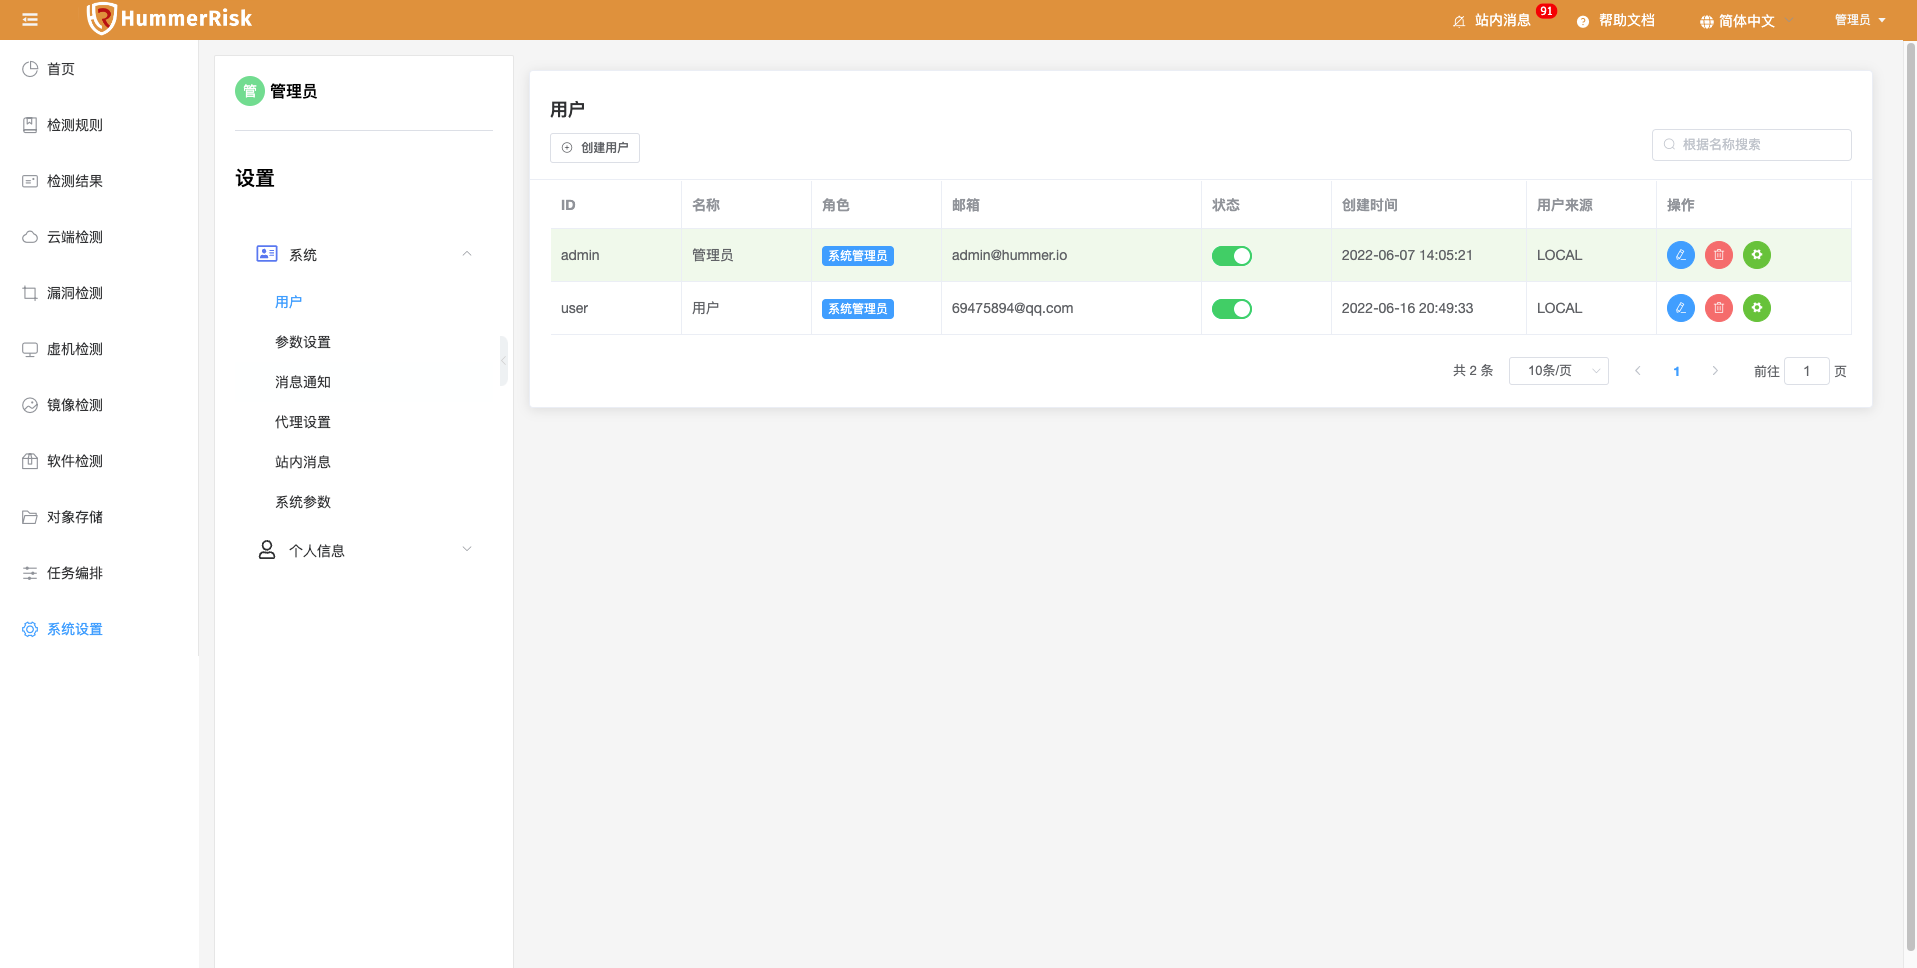 HummerRisk
站内消息 91 帮助文档 简体中文 管理员
首页
检测规则
检测结果
云端检测
漏洞检测
虚机检测
镜像检测
软件检测
对象存储
任务编排
系统设置
管 管理员
设置
系统
用户
参数设置
消息通知
代理设置
站内消息
系统参数
个人信息
用户
创建用户
根据名称搜索
ID 名称 角色 邮箱 状态 创建时间 用户来源 操作
admin 管理员 系统管理员 admin@hummer.io 2022-06-07 14:05:21 LOCAL
user 用户 系统管理员 69475894@qq.com 2022-06-16 20:49:33 LOCAL
共 2 条 10条/页 1 前往 1 页